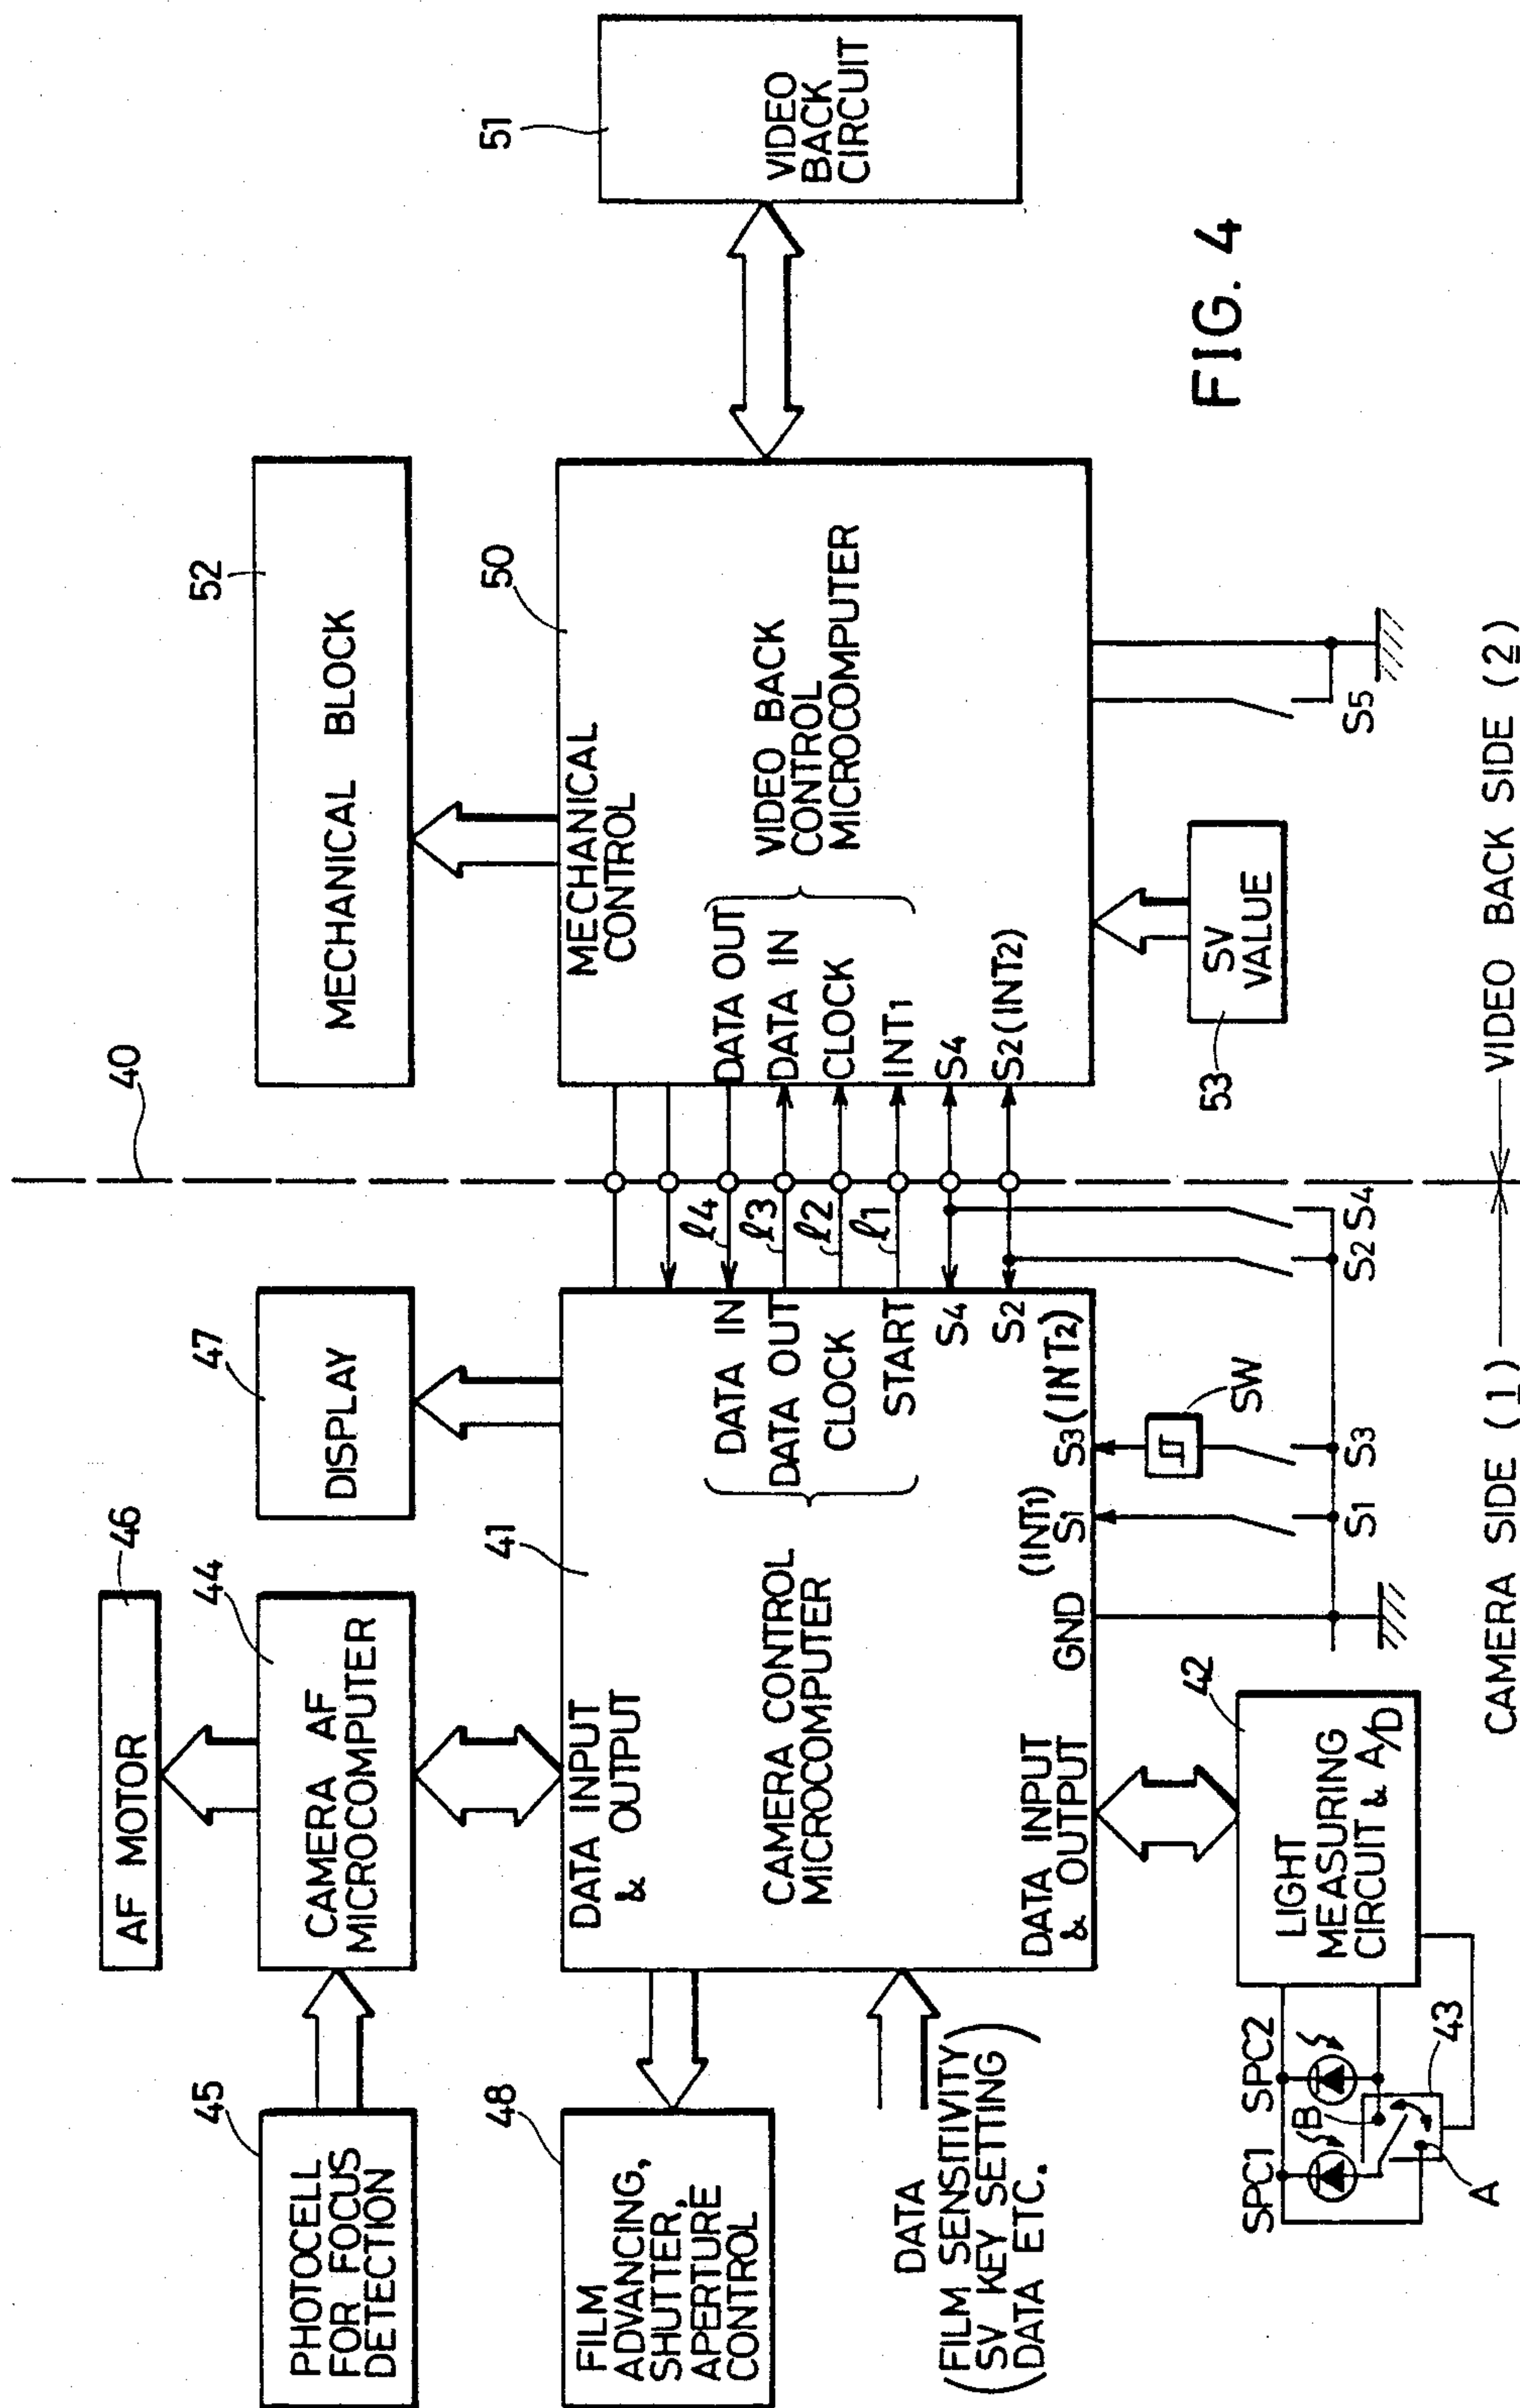 46
AF MOTOR
45
PHOTOCELL
FOR FOCUS
DETECTION
44
CAMERA AF
MICROCOMPUTER
47
DISPLAY
40
52
MECHANICAL BLOCK
48
FILM
ADVANCING,
SHUTTER,
APERTURE
CONTROL
41
DATA INPUT
& OUTPUT
CAMERA CONTROL
MICROCOMPUTER
DATA IN
DATA OUT
CLOCK
START
S4
S2
ℓ4
ℓ3
ℓ2
ℓ1
50
MECHANICAL
CONTROL
DATA OUT
DATA IN
CLOCK
INT1
S4
S2(INT2)
VIDEO BACK
CONTROL
MICROCOMPUTER
51
VIDEO
BACK
CIRCUIT
DATA
(FILM SENSITIVITY
SV KEY SETTING
DATA ETC.)
DATA INPUT
& OUTPUT
GND
(INT1)
S1
S3(INT2)
SW
S1
S3
S2
S4
42
LIGHT
MEASURING
CIRCUIT & A/D
SPC1
SPC2
B
A
43
53
SV
VALUE
S5
CAMERA SIDE (1)
VIDEO BACK SIDE (2)
FIG. 4